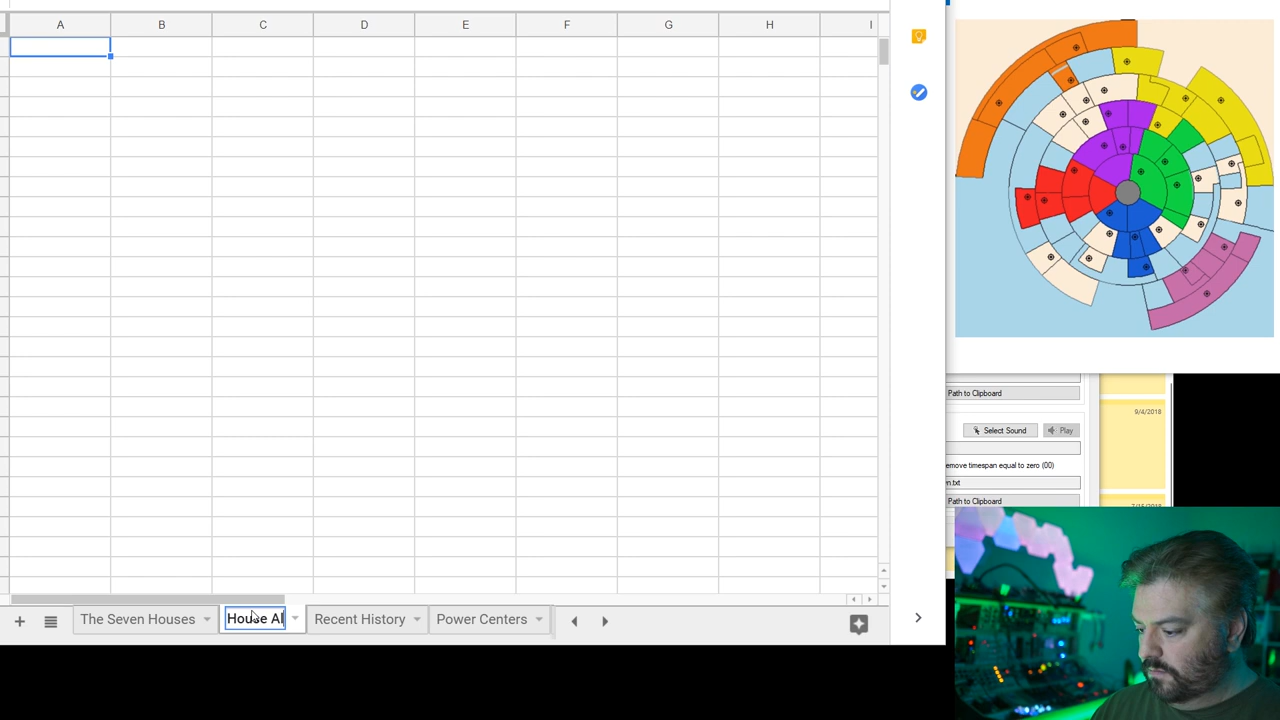 A B C D E F G H I
Path to Clipboard
9/4/2018
Select Sound Play
emove timespan equal to zero (00)
n.txt
Path to Clipboard
The Seven Houses House Al Recent History Power Centers